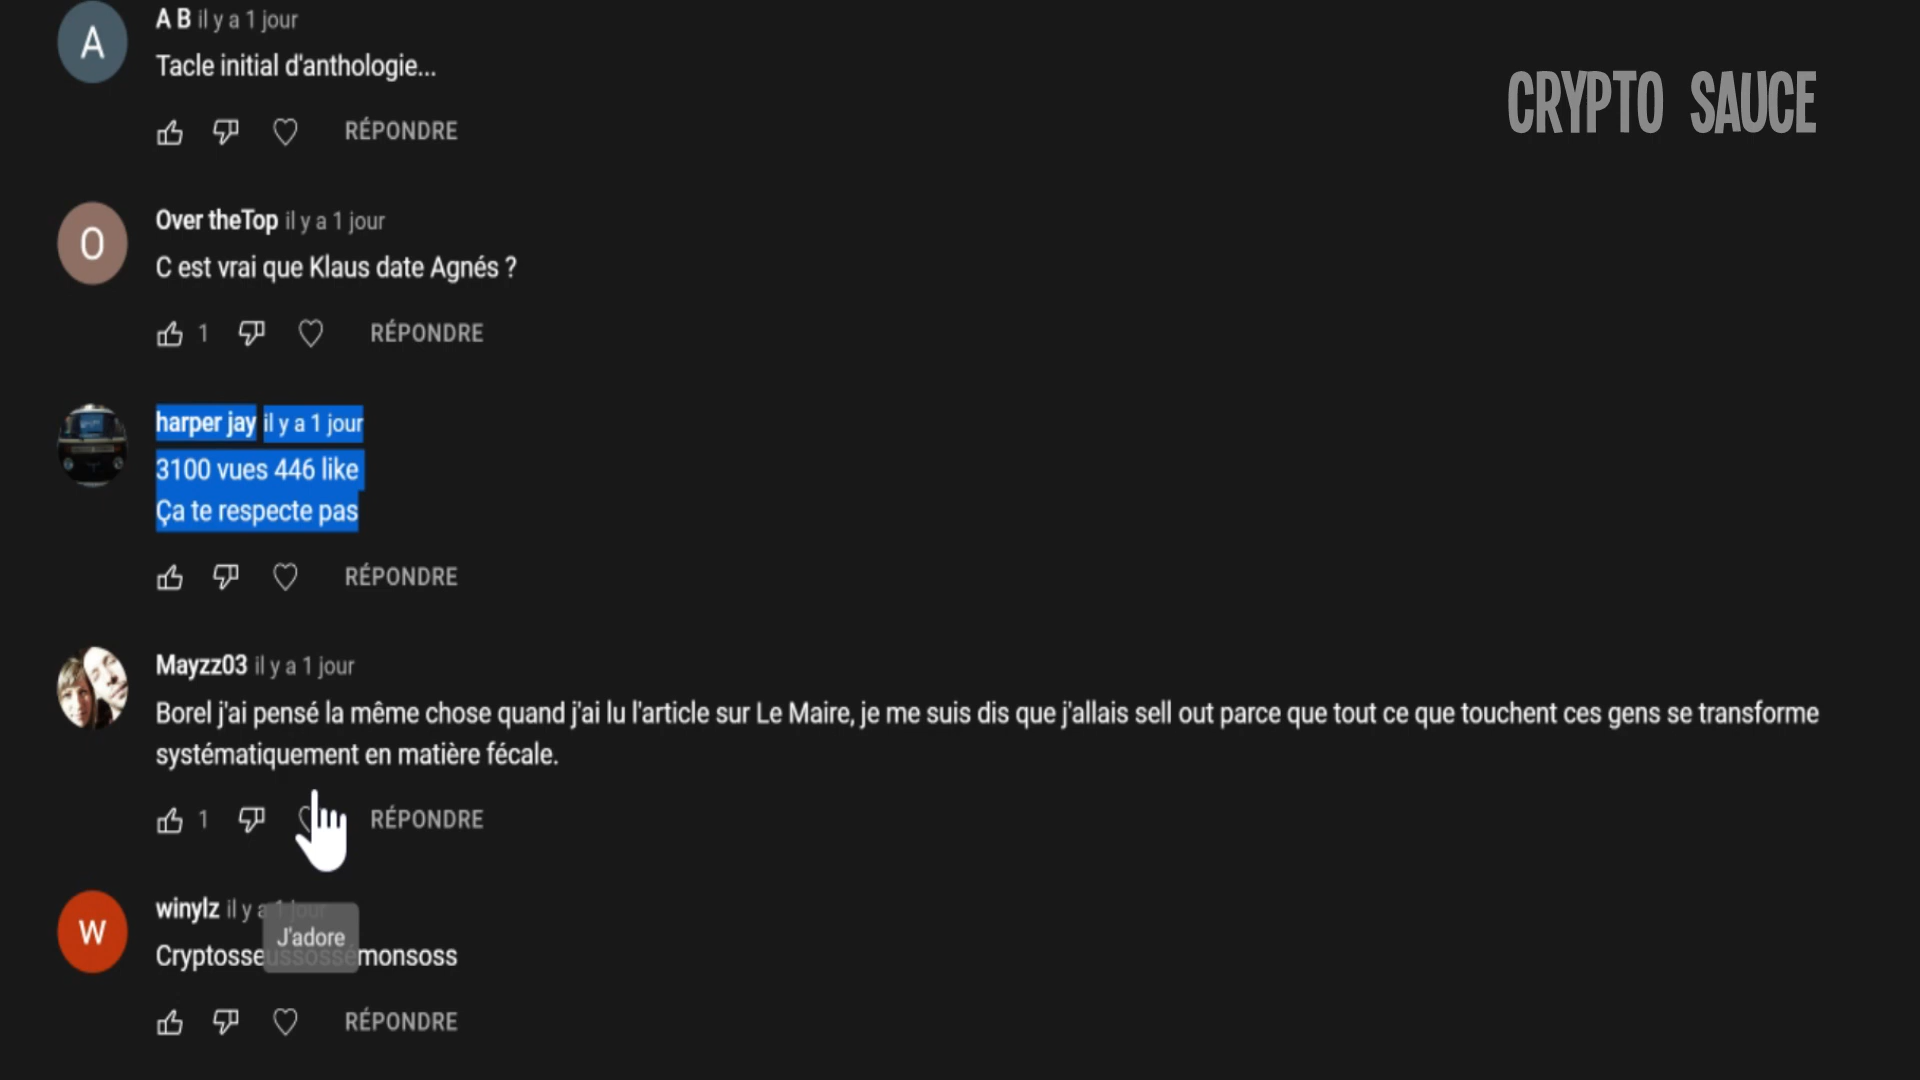 A
A B il y a 1 jour
Tacle initial d'anthologie...
RÉPONDRE
CRYPTO SAUCE
O
Over theTop il y a 1 jour
C est vrai que Klaus date Agnés ?
1 RÉPONDRE
harper jay il y a 1 jour
3100 vues 446 like
Ça te respecte pas
RÉPONDRE
Mayzz03 il y a 1 jour
Borel j'ai pensé la même chose quand j'ai lu l'article sur Le Maire, je me suis dis que j'allais sell out parce que tout ce que touchent ces gens se transforme
systématiquement en matière fécale.
1 RÉPONDRE
W
winylz il y a 1 jour
J'adore
Cryptosseussossémonsoss
RÉPONDRE